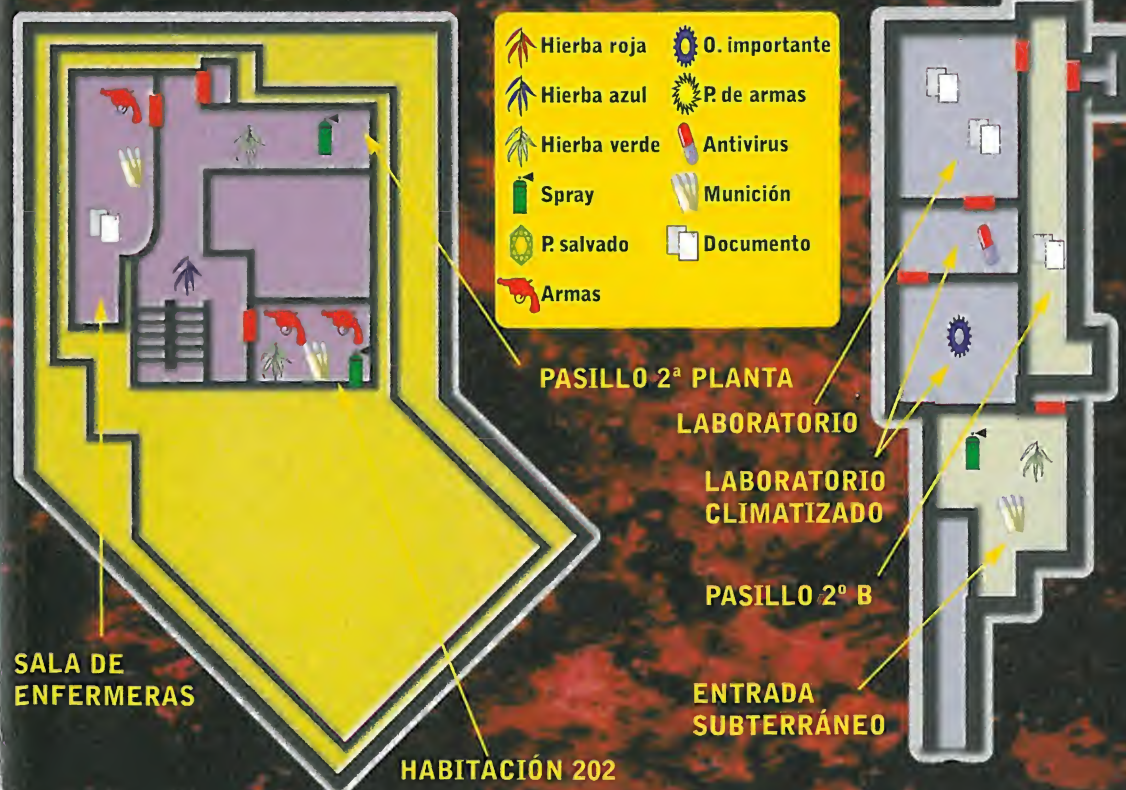 Hierba roja
Hierba azul
Hierba verde
Spray
P. salvado
Armas
O. importante
P. de armas
Antivirus
Munición
Documento
PASILLO 2ª PLANTA
LABORATORIO
LABORATORIO
CLIMATIZADO
PASILLO 2º B
ENTRADA
SUBTERRÁNEO
SALA DE
ENFERMERAS
HABITACIÓN 202